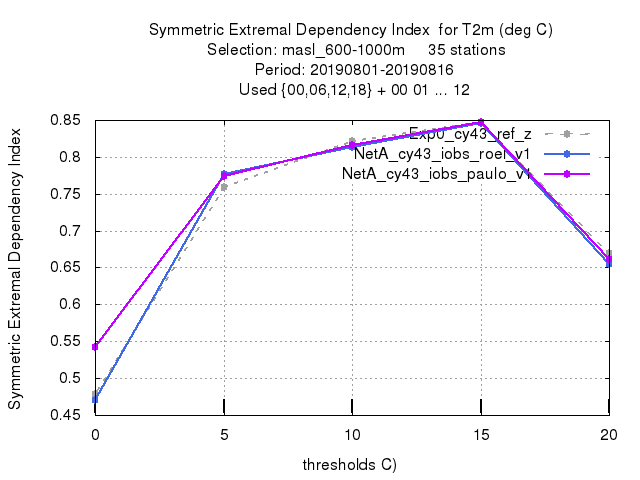 Symmetric Extremal Dependency Index for T2m (deg C)
Selection: masl_600-1000m 35 stations
Period: 20190801-20190816
Used {00,06,12,18} + 00 01 ... 12
Symmetric Extremal Dependency Index
0.85
0.8
0.75
0.7
0.65
0.6
0.55
0.5
0.45
Exp0_cy43_ref_z
NetA_cy43_iobs_roel_v1
NetA_cy43_iobs_paulo_v1
0 5 10 15 20
thresholds C)